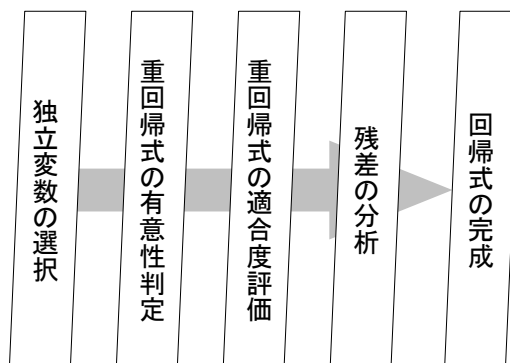 独立変数の選択
重回帰式の有意性判定
重回帰式の適合度評価
残差の分析
回帰式の完成